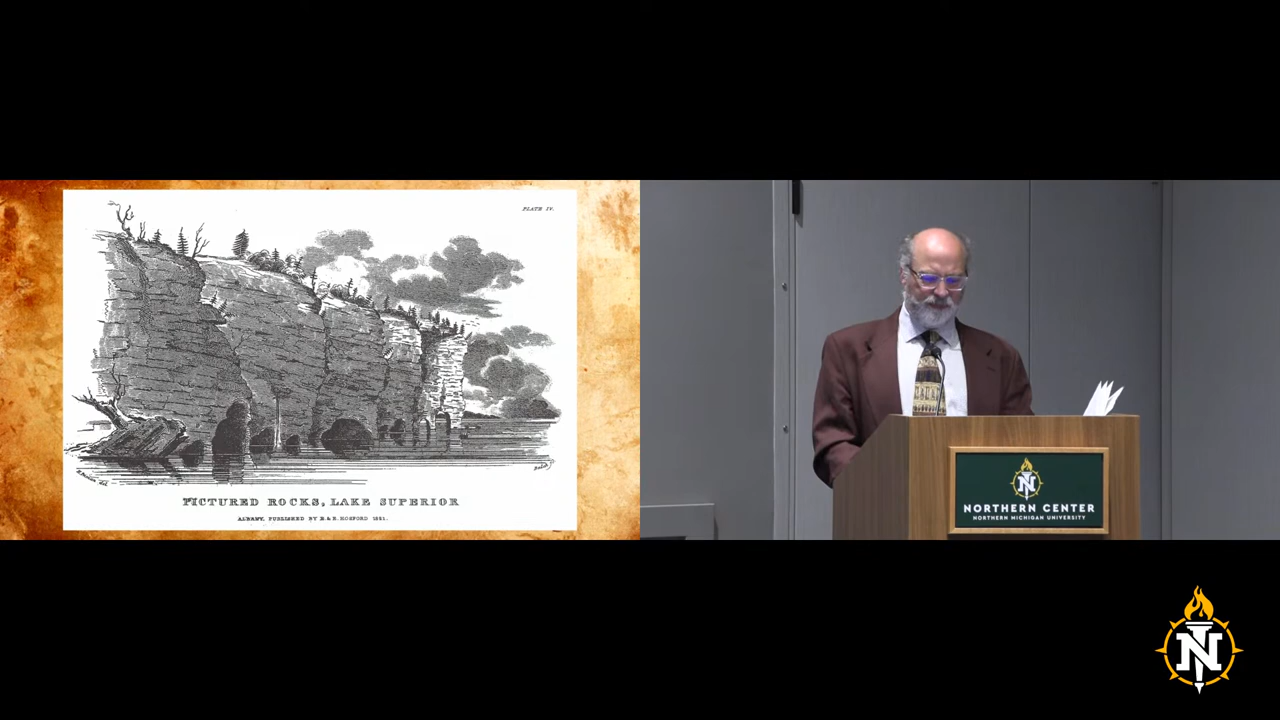 PLATE IV.
PICTURED ROCKS, LAKE SUPERIOR
ALBANY, PUBLISHED BY E. & E. HOSFORD 1821.
N
NORTHERN CENTER
NORTHERN MICHIGAN UNIVERSITY
N